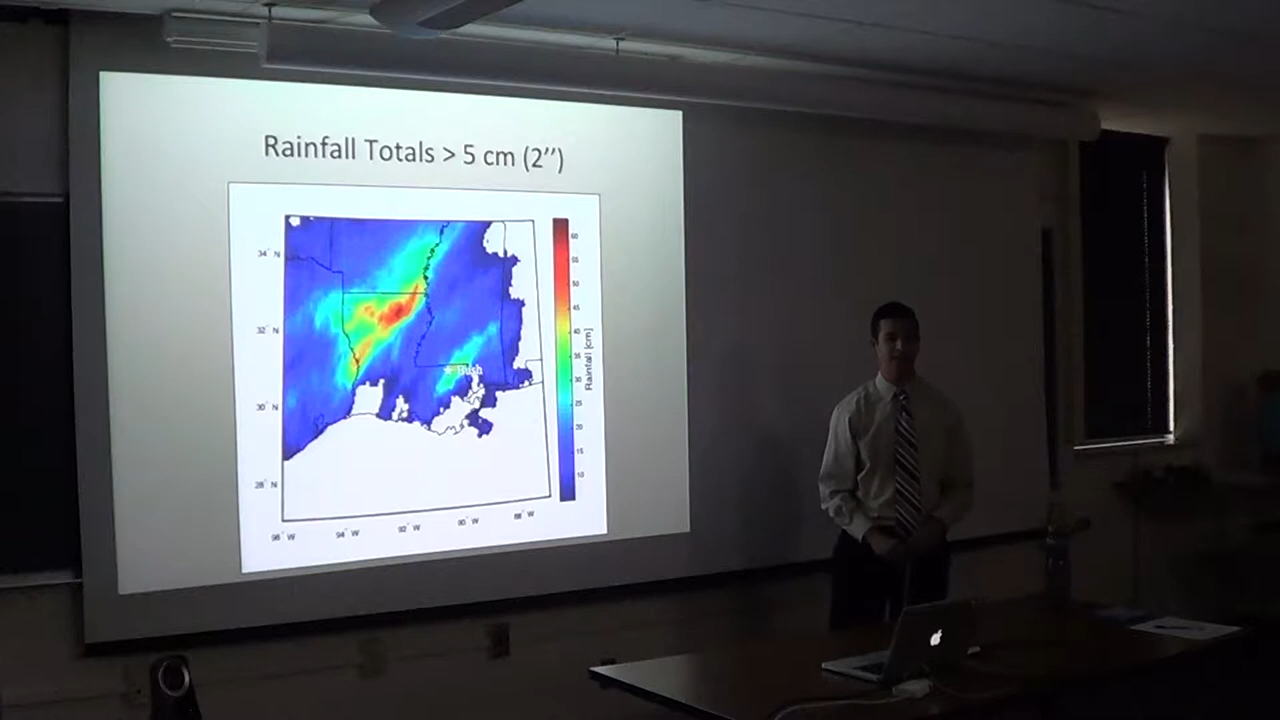 Rainfall Totals > 5 cm (2’’)
34° N
32° N
30° N
28° N
96° W
94° W
92° W
90° W
88° W
Bush
60
55
50
45
40
35
30
25
20
15
10
Rainfall [cm]